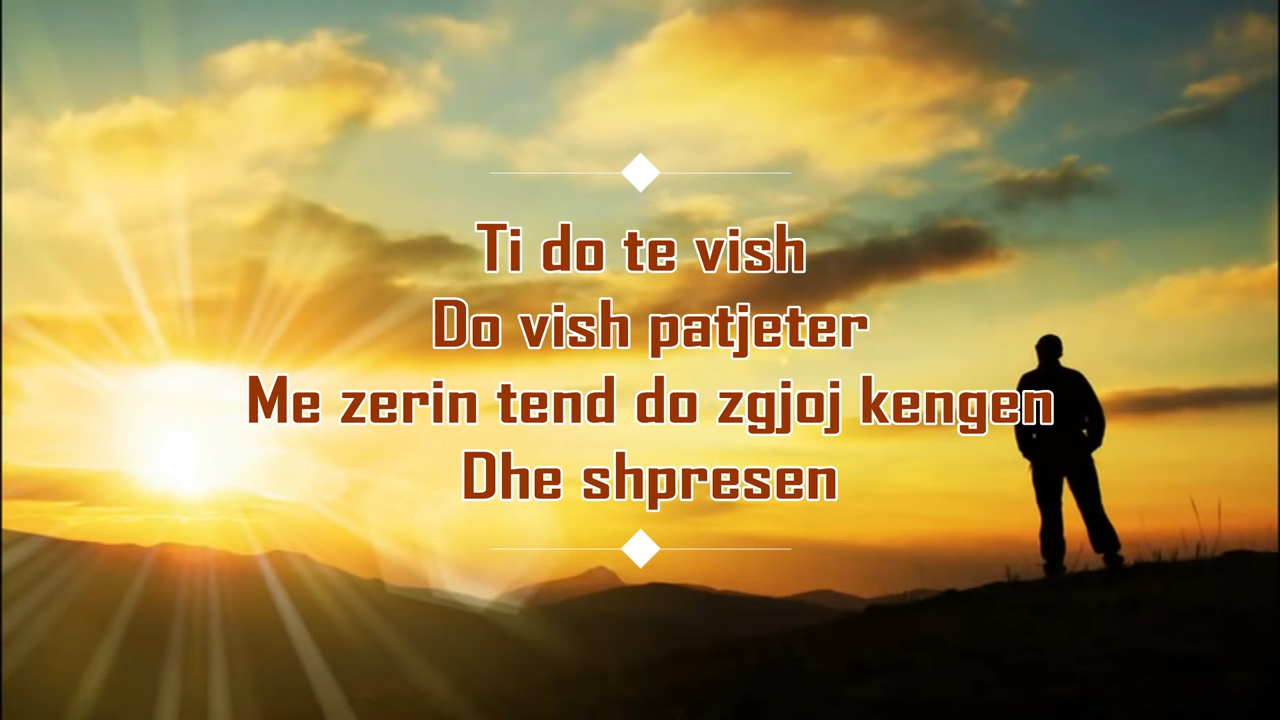 Ti do te vish
Do vish patjeter
Me zerin tend do zgjoj kengen
Dhe shpresen